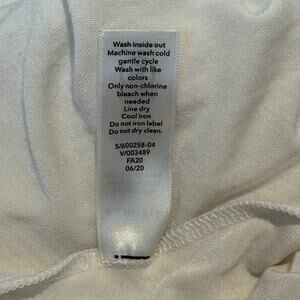 Wash inside out
Machine wash cold
gentle cycle
Wash with like
colors
Only non-chlorine
bleach when
needed
Line dry
Cool iron
Do not iron label
Do not dry clean.
S/600258-04
V/003489
FA20
06/20